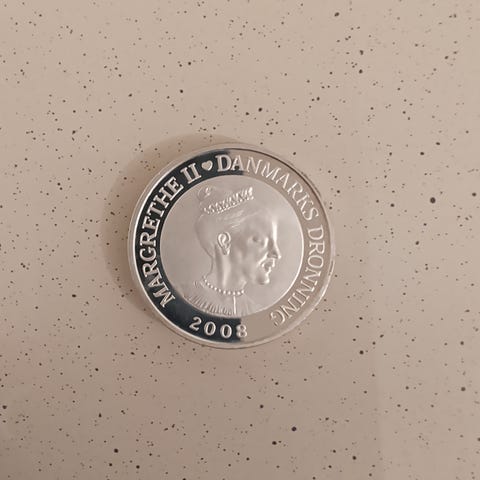 MARGRETHE II ♥ DANMARKS DRONNING
2008